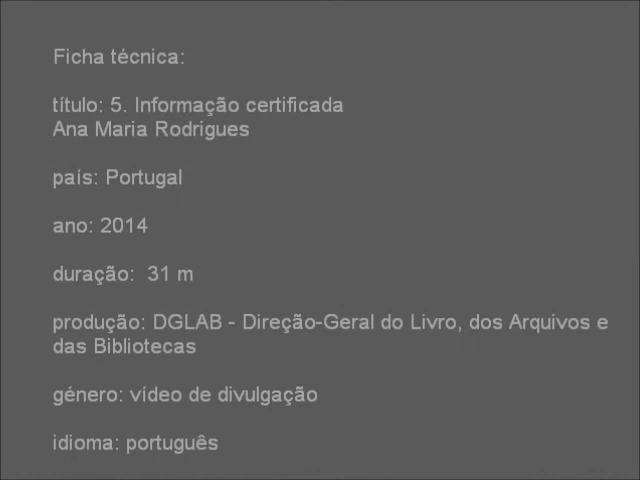 Ficha técnica:
título: 5. Informação certificada
Ana Maria Rodrigues
país: Portugal
ano: 2014
duração: 31 m
produção: DGLAB - Direção-Geral do Livro, dos Arquivos e
das Bibliotecas
género: vídeo de divulgação
idioma: português